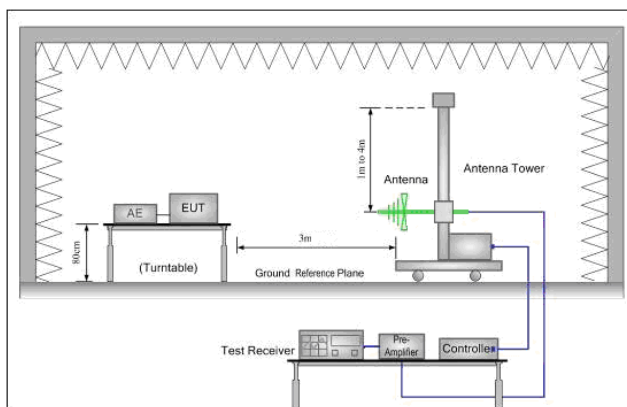 1m to 4m
Antenna
Antenna Tower
AE
EUT
80cm
(Turntable)
3m
Ground Reference Plane
Test Receiver
Pre-
Amplifier
Controller